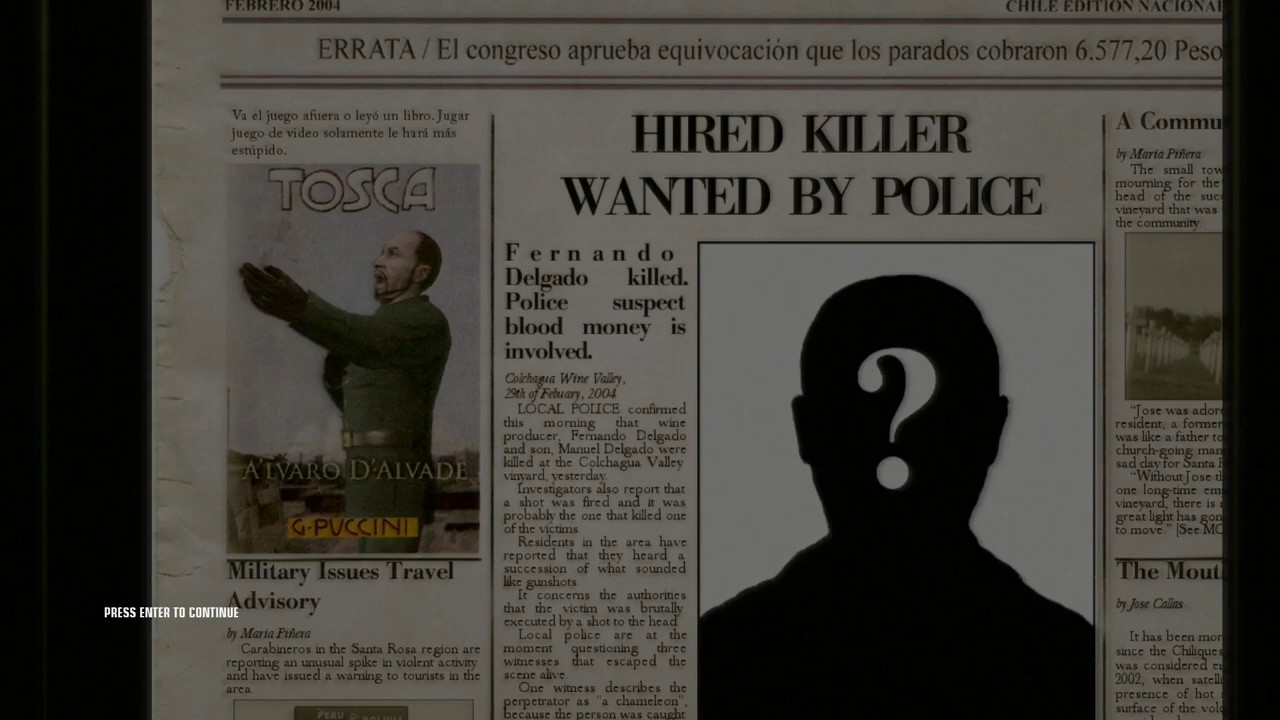 FEBRERO 2004
CHILE EDITION NACIONAL
ERRATA / El congreso aprueba equivocación que los parados cobraron 6.577,20 Peso
Va él juego afuera o leyó un libro. Jugar
juego de video solamente le hará más
estúpido.
TOSCA
A'LVARO D'ALVADE
G·PUCCINI
Military Issues Travel
Advisory
by Maria Piñera
Carabineros in the Santa Rosa region are
reporting an unusual spike in violent activity
and have issued a warning to tourists in the
area.
PERU
BOLIVIA
HIRED KILLER
WANTED BY POLICE
Fernando
Delgado killed.
Police suspect
blood money is
involved.
Colchagua Wine Valley,
29th of Febuary, 2004
LOCAL POLICE confirmed
this morning that wine
producer, Fernando Delgado
and son, Manuel Delgado were
killed at the Colchagua Valley
vinyard, yesterday.
Investigators also report that
a shot was fired and it was
probably the one that killed one
of the victims.
Residents in the area have
reported that they heard a
succession of what sounded
like gunshots.
It concerns the authorities
that the victim was brutally
executed by a shot to the head.
Local police are at the
moment questioning three
witnesses that escaped the
scene alive.
One witness describes the
perpetrator as "a chameleon",
because the person was caught
?
A Commu
by Maria Piñera
The small tow
mourning for the
head of the suc
vineyard that was
the community.
"Jose was ador
resident, a former
was like a father to
church-going man
sad day for Santa R
"Without Jose th
one long-time em
vineyard, there is
great light has gon
to move." [See MO
The Mout
by Jose Callas
It has been mor
since the Chiliques
was considered e
2002, when satelli
presence of hot
surface of the volc
PRESS ENTER TO CONTINUE